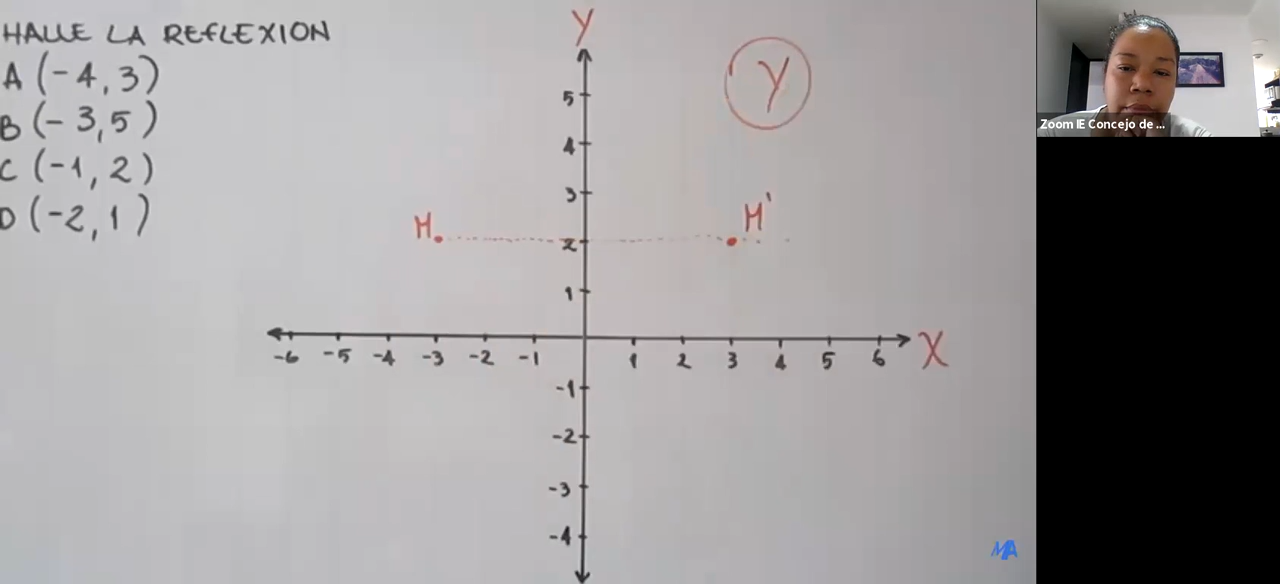 HALLE LA REFLEXION
A (-4, 3)
B (-3, 5)
C (-1, 2)
D (-2, 1)
Y
Y
5
4
3
H
H'
2
1
-6 -5 -4 -3 -2 -1 1 2 3 4 5 6
X
-1
-2
-3
-4
MA
Zoom IE Concejo de ...